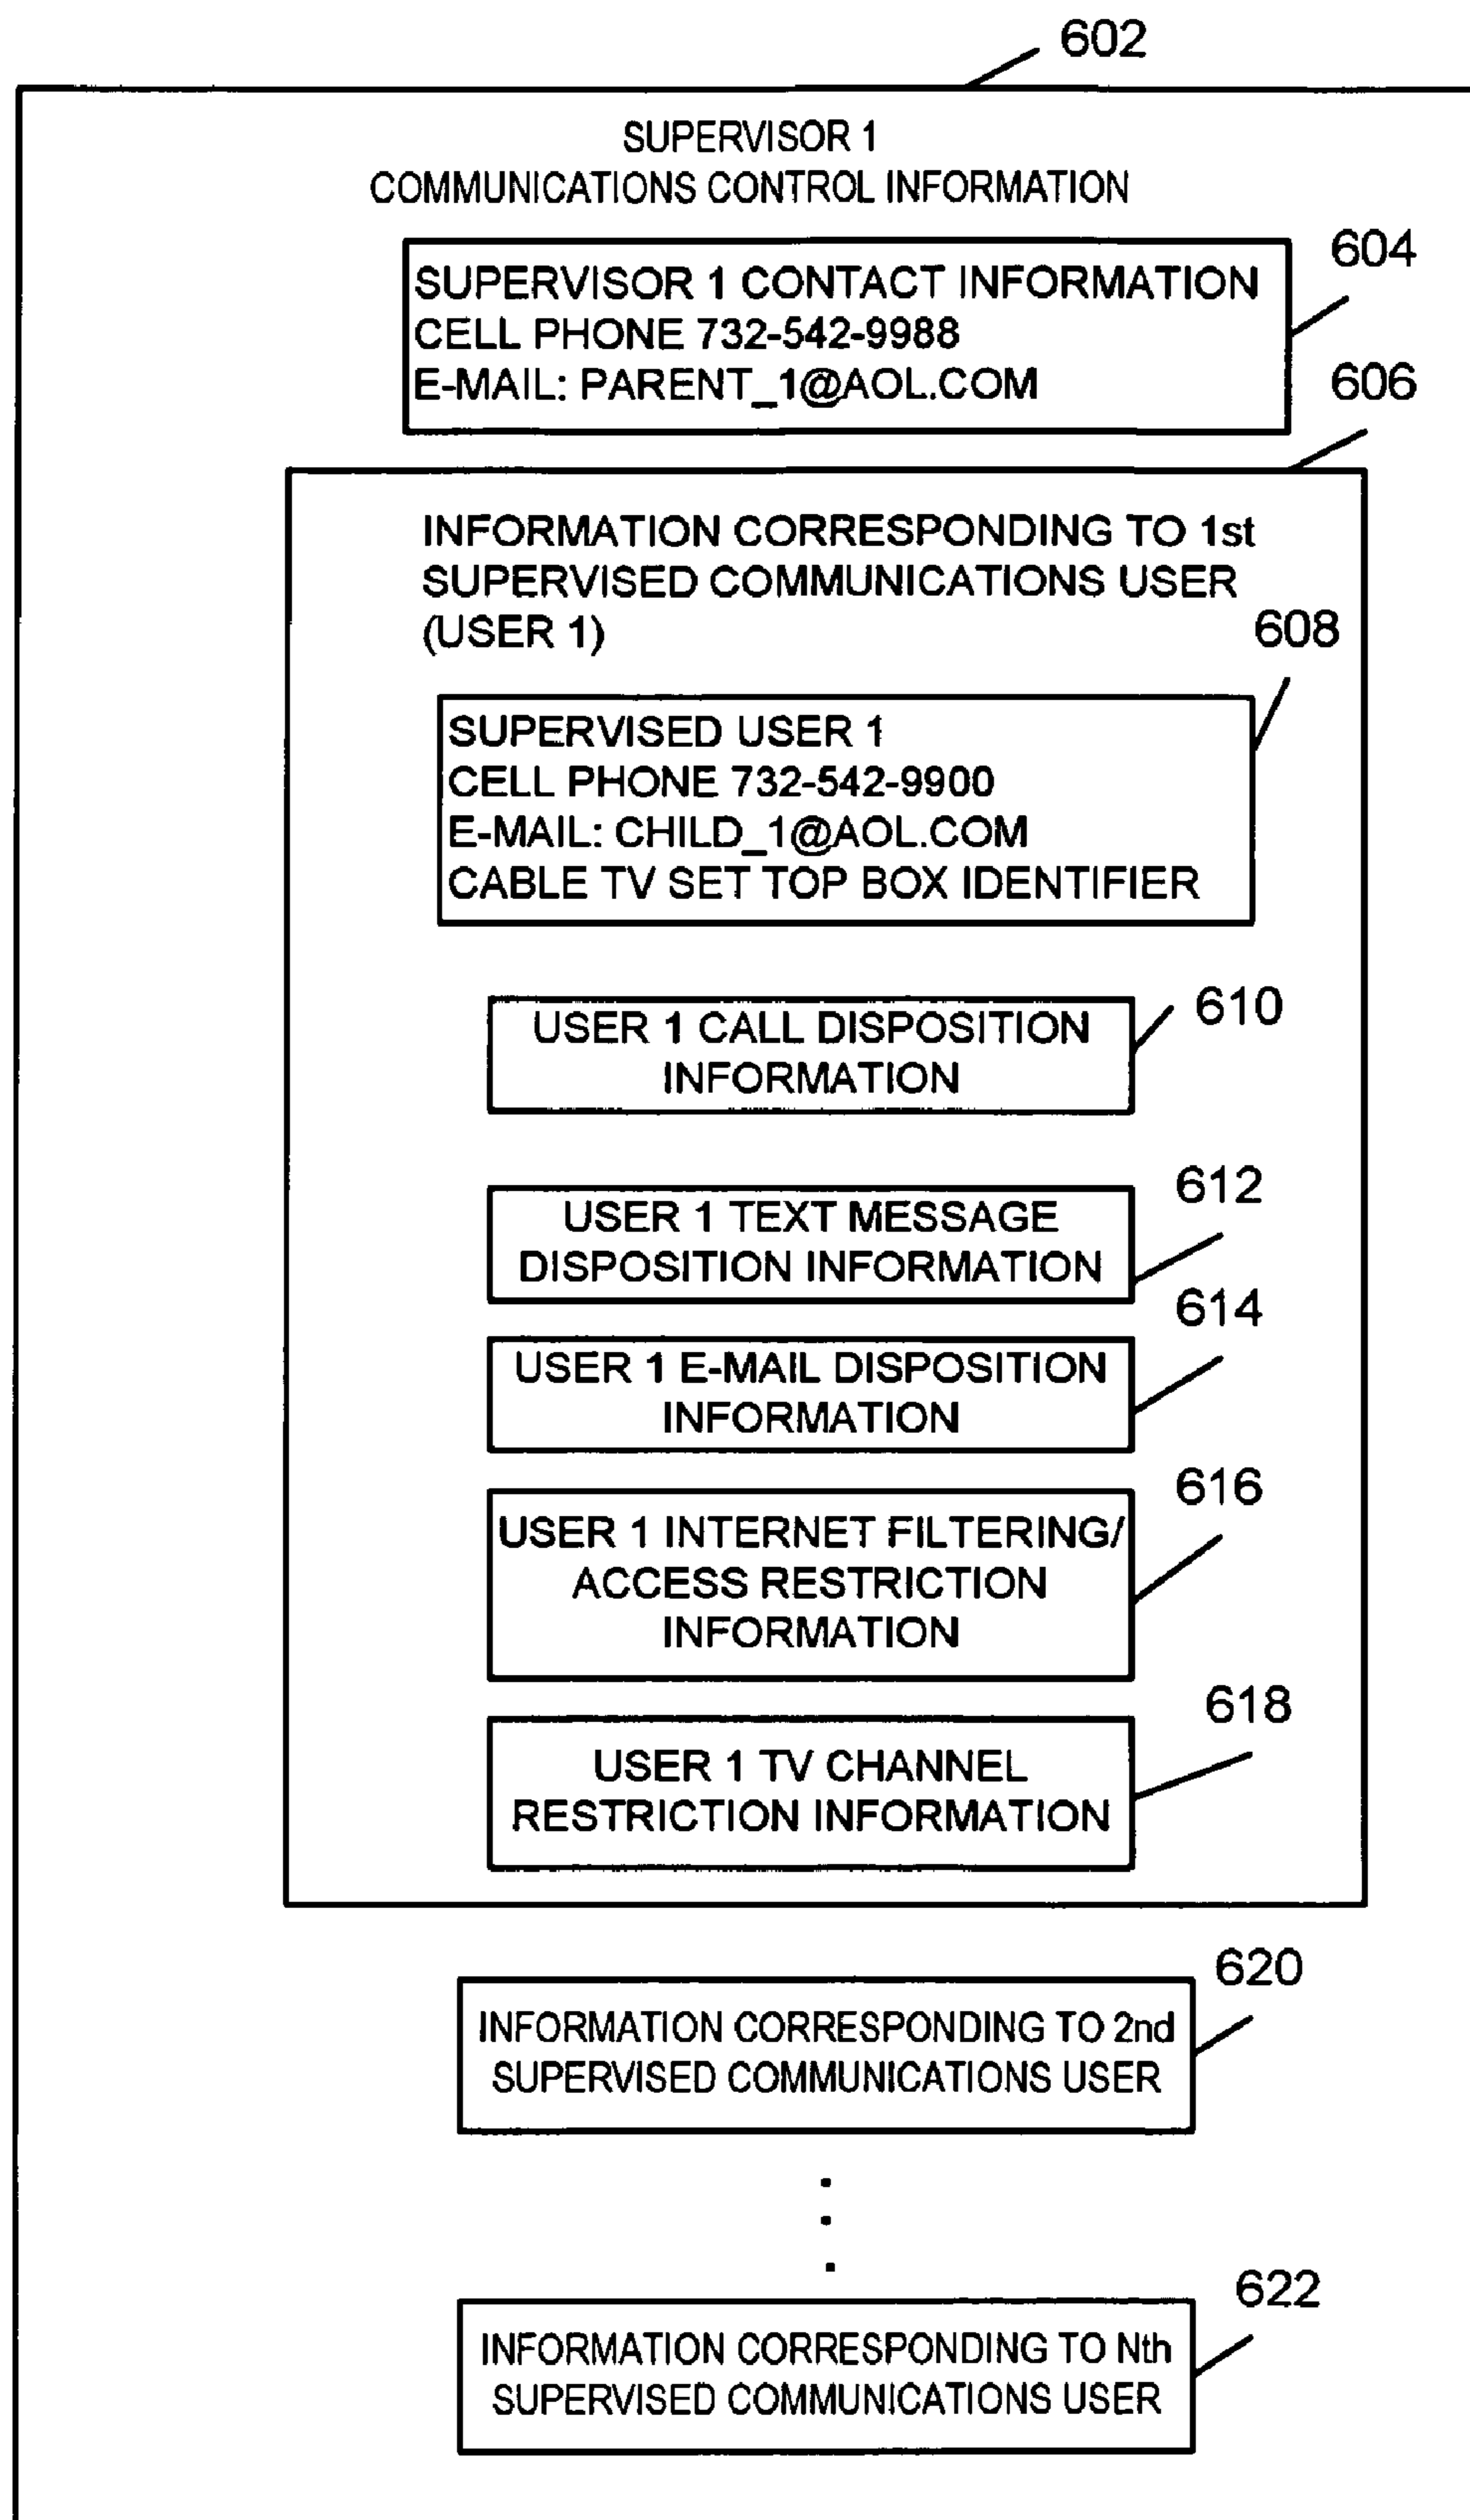 602
SUPERVISOR 1
COMMUNICATIONS CONTROL INFORMATION
604
SUPERVISOR 1 CONTACT INFORMATION
CELL PHONE 732-542-9988
E-MAIL: PARENT_1@AOL.COM
606
INFORMATION CORRESPONDING TO 1st
SUPERVISED COMMUNICATIONS USER
(USER 1)
608
SUPERVISED USER 1
CELL PHONE 732-542-9900
E-MAIL: CHILD_1@AOL.COM
CABLE TV SET TOP BOX IDENTIFIER
610
USER 1 CALL DISPOSITION
INFORMATION
612
USER 1 TEXT MESSAGE
DISPOSITION INFORMATION
614
USER 1 E-MAIL DISPOSITION
INFORMATION
616
USER 1 INTERNET FILTERING/
ACCESS RESTRICTION
INFORMATION
618
USER 1 TV CHANNEL
RESTRICTION INFORMATION
620
INFORMATION CORRESPONDING TO 2nd
SUPERVISED COMMUNICATIONS USER
622
INFORMATION CORRESPONDING TO Nth
SUPERVISED COMMUNICATIONS USER